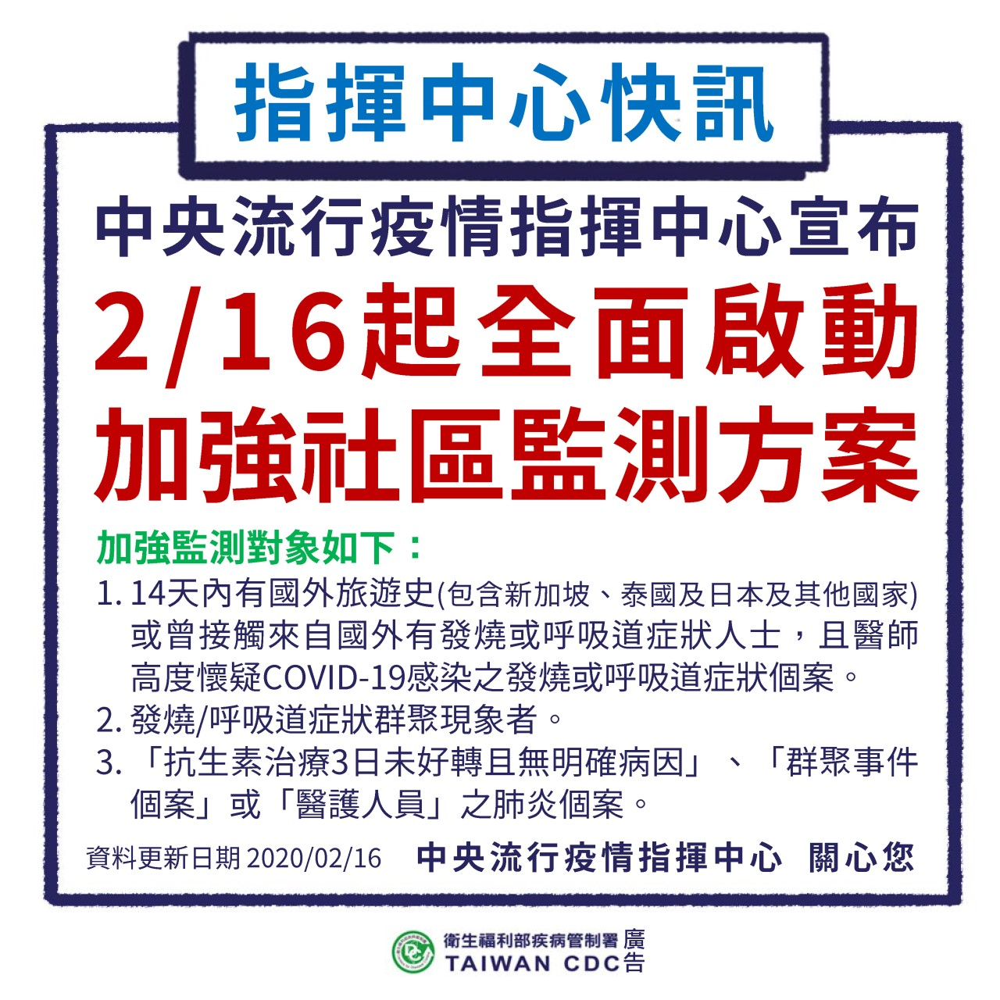 指揮中心快訊
中央流行疫情指揮中心宣布
2/16起全面啟動
加強社區監測方案
加強監測對象如下：
1. 14天內有國外旅遊史(包含新加坡、泰國及日本及其他國家)
或曾接觸來自國外有發燒或呼吸道症狀人士，且醫師
高度懷疑COVID-19感染之發燒或呼吸道症狀個案。
2. 發燒/呼吸道症狀群聚現象者。
3. 「抗生素治療3日未好轉且無明確病因」、「群聚事件
個案」或「醫護人員」之肺炎個案。
資料更新日期 2020/02/16 中央流行疫情指揮中心 關心您
衛生福利部疾病管制署 廣告
TAIWAN CDC